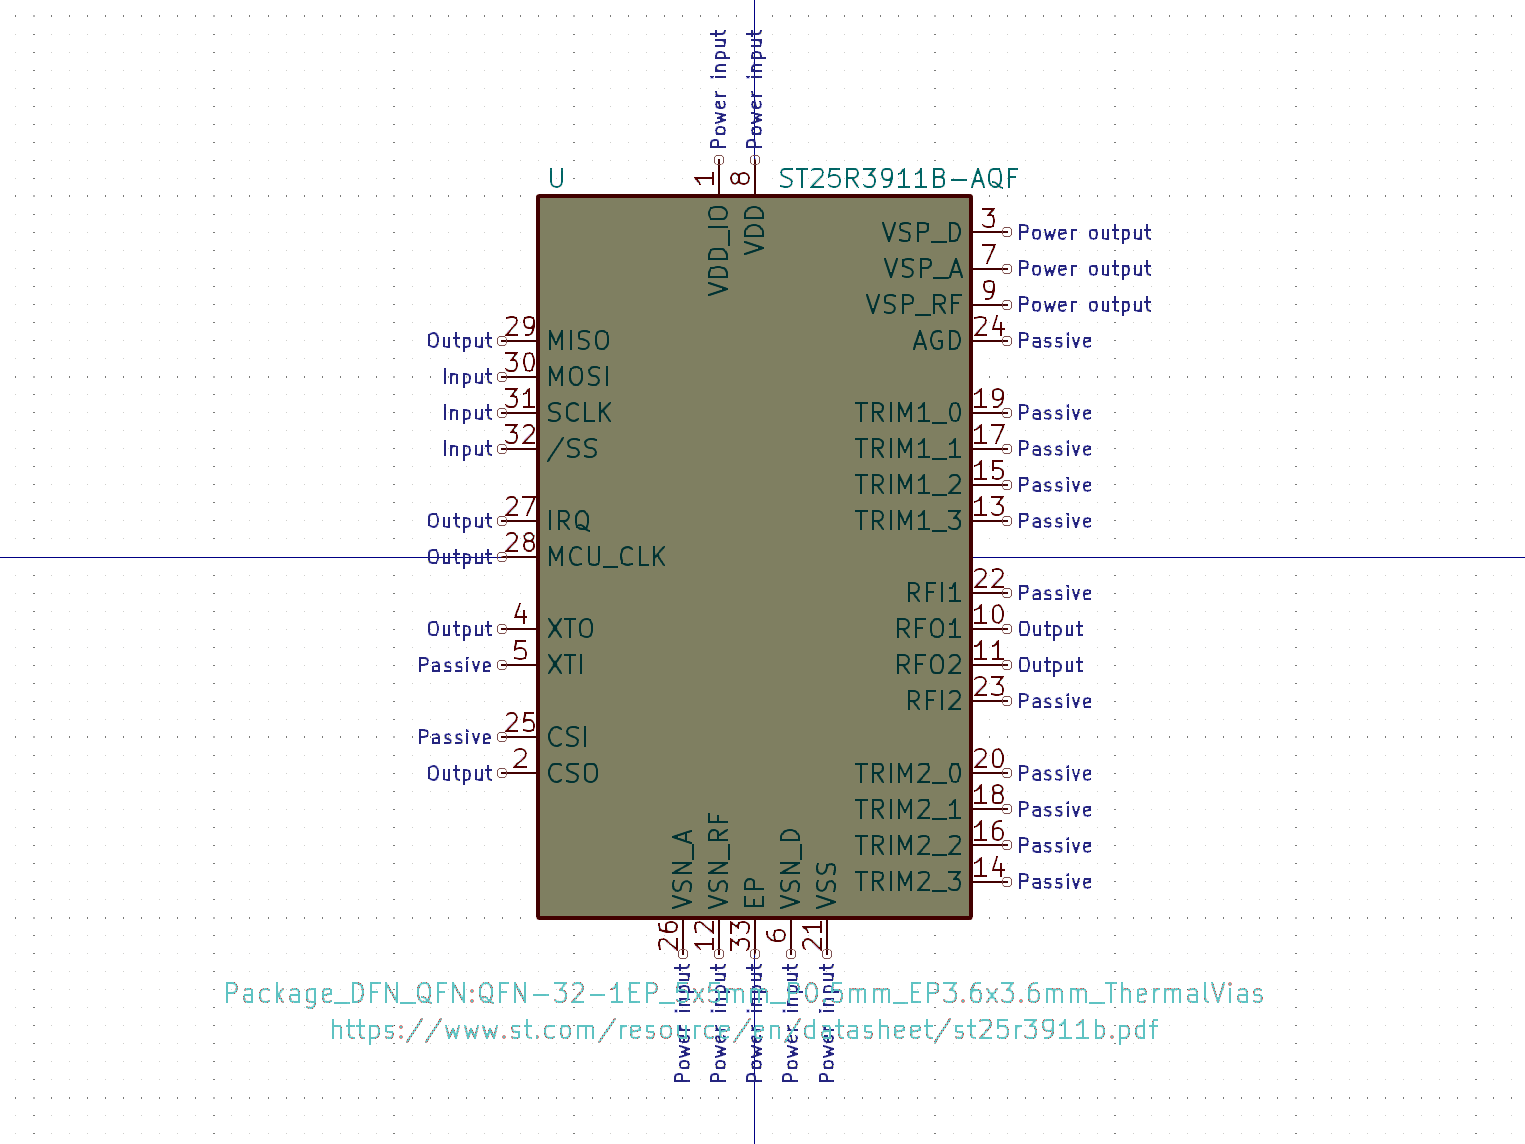 Power input
Power input
1
8
U
ST25R3911B-AQF
VDD_IO
VDD
VSP_D 3 Power output
VSP_A 7 Power output
VSP_RF 9 Power output
Output 29 MISO
AGD 24 Passive
Input 30 MOSI
Input 31 SCLK
TRIM1_0 19 Passive
Input 32 /SS
TRIM1_1 17 Passive
TRIM1_2 15 Passive
Output 27 IRQ
TRIM1_3 13 Passive
Output 28 MCU_CLK
RFI1 22 Passive
Output 4 XTO
RFO1 10 Output
Passive 5 XTI
RFO2 11 Output
RFI2 23 Passive
Passive 25 CSI
Output 2 CSO
TRIM2_0 20 Passive
TRIM2_1 18 Passive
TRIM2_2 16 Passive
TRIM2_3 14 Passive
VSN_A
VSN_RF
EP
VSN_D
VSS
26
12
33
6
21
Power input
Power input
Power input
Power input
Power input
Package_DFN_QFN:QFN-32-1EP_5x5mm_P0.5mm_EP3.6x3.6mm_ThermalVias
https://www.st.com/resource/en/datasheet/st25r3911b.pdf